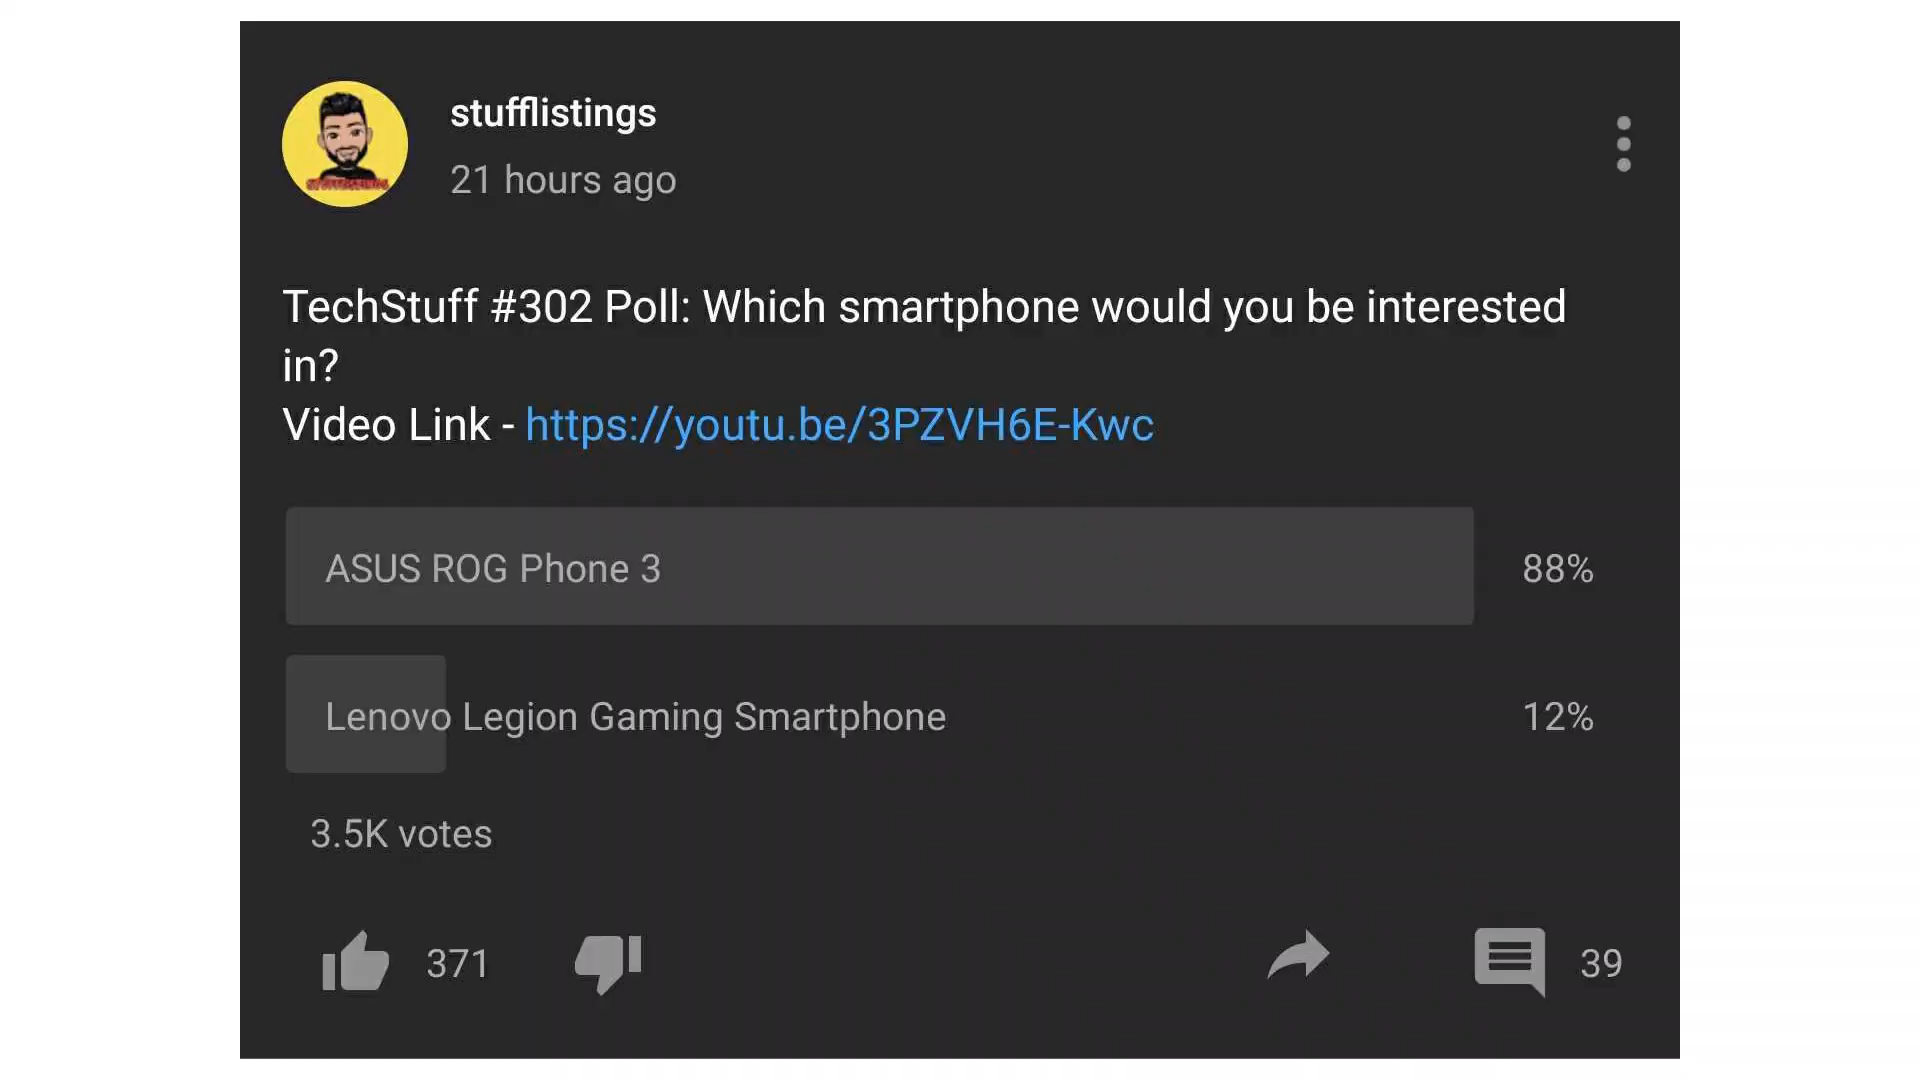 stufflistings
21 hours ago
TechStuff #302 Poll: Which smartphone would you be interested
in?
Video Link - https://youtu.be/3PZVH6E-Kwc
ASUS ROG Phone 3
88%
Lenovo Legion Gaming Smartphone
12%
3.5K votes
371
39